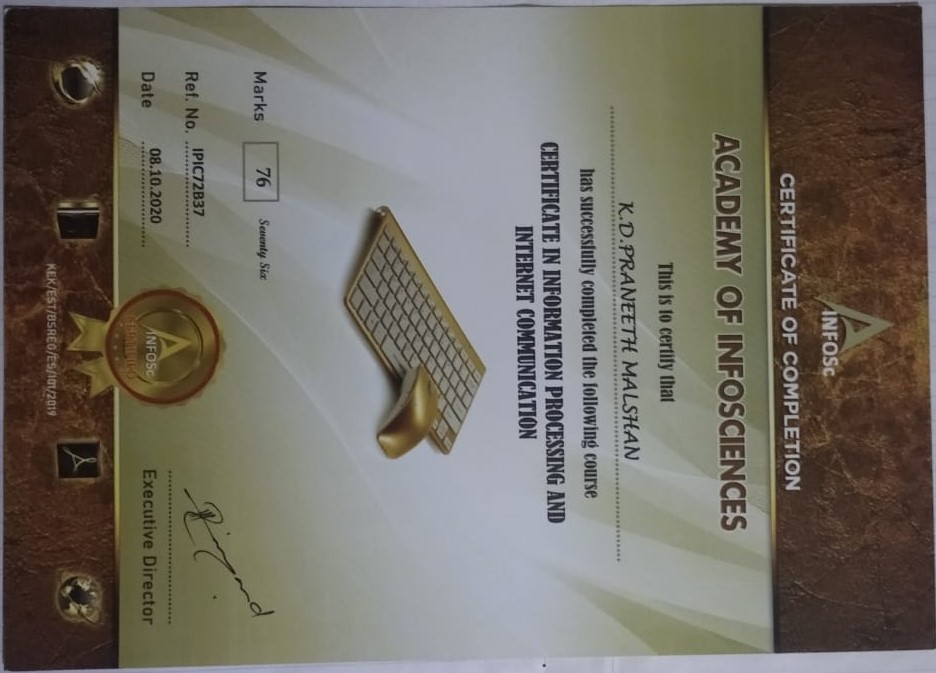 INFOSc
CERTIFICATE OF COMPLETION
ACADEMY OF INFOSCIENCES
This is to certify that
K.D.PRANEETH MALSHAN
has successfully completed the following course
CERTIFICATE IN INFORMATION PROCESSING AND
INTERNET COMMUNICATION
Marks 76 Seventy Six
Ref. No. IPIC72B37
Date 08.10.2020
INFOSc
CERTIFIED
Executive Director
KEK/EST/BSREG/ES/101/2019